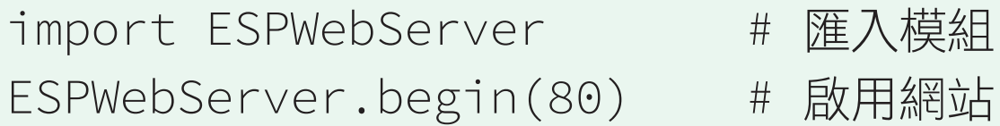 import ESPWebServer # 匯入模組
ESPWebServer.begin(80) # 啟用網站